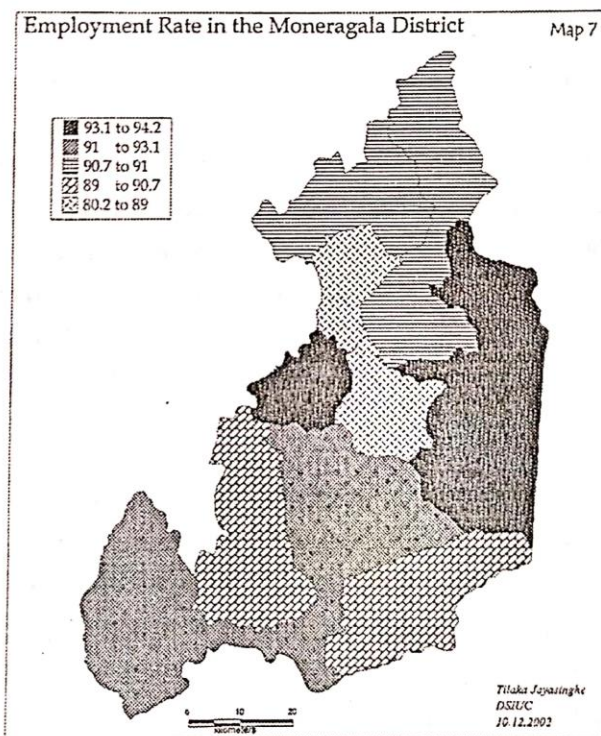 Employment Rate in the Moneragala District
Map 7
93.1 to 94.2
91 to 93.1
90.7 to 91
89 to 90.7
80.2 to 89
0 10 20
kilometers
Tilaka Jayasinghe
DSIUC
10.12.2002